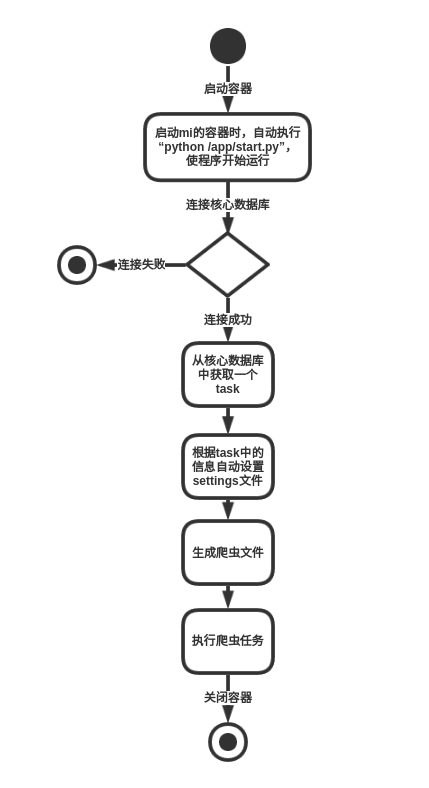 启动容器
启动mi的容器时，自动执行
“python /app/start.py”，
使程序开始运行
连接核心数据库
连接失败
连接成功
从核心数据库
中获取一个
task
根据task中的
信息自动设置
settings文件
生成爬虫文件
执行爬虫任务
关闭容器